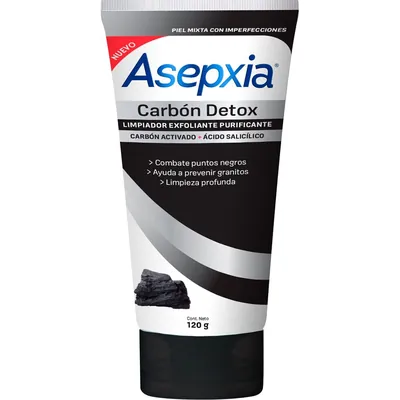 PIEL MIXTA CON IMPERFECCIONES
NUEVO
Asepxia®
Carbón Detox
LIMPIADOR EXFOLIANTE PURIFICANTE
CARBÓN ACTIVADO + ÁCIDO SALICÍLICO
> Combate puntos negros
> Ayuda a prevenir granitos
> Limpieza profunda
Cont. Neto
120 g